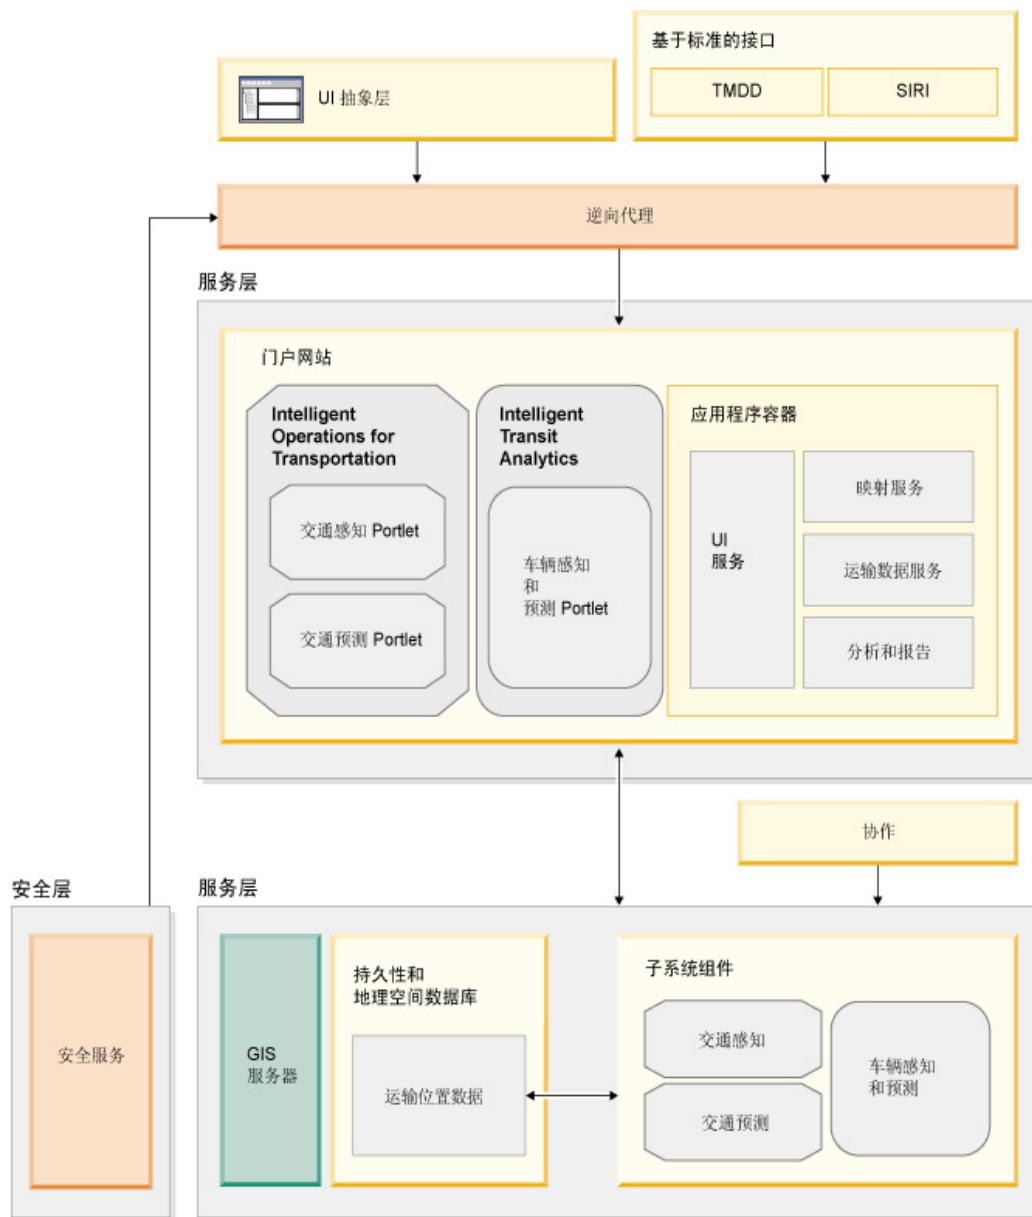 基于标准的接口
TMDD
SIRI
UI 抽象层
逆向代理
服务层
门户网站
Intelligent
Operations for
Transportation
交通感知 Portlet
交通预测 Portlet
Intelligent
Transit
Analytics
车辆感知
和
预测 Portlet
应用程序容器
UI
服务
映射服务
运输数据服务
分析和报告
协作
安全层
安全服务
服务层
GIS
服务器
持久性和
地理空间数据库
运输位置数据
子系统组件
交通感知
交通预测
车辆感知
和预测